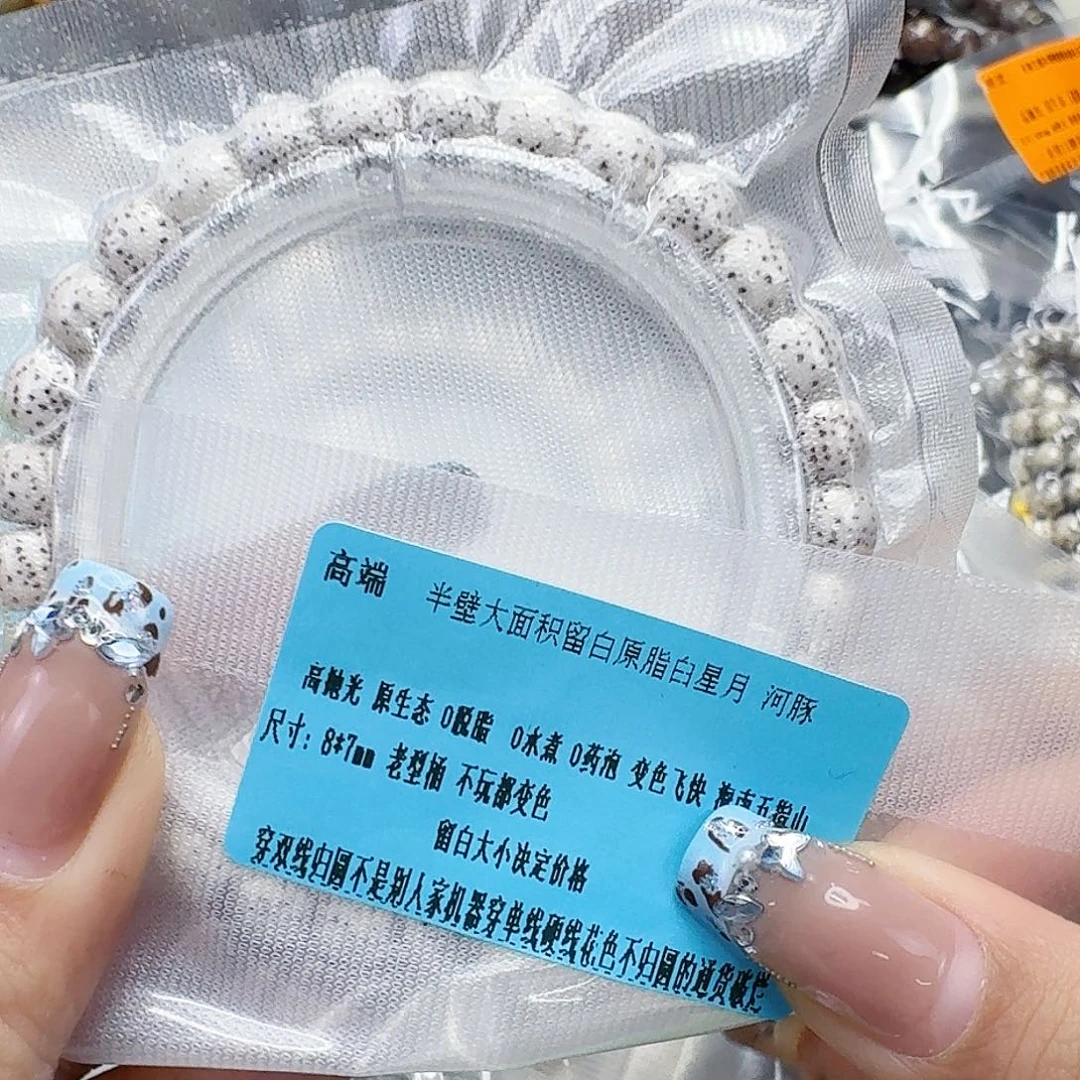 高端 半壁大面积留白原脂白星月 河豚
高抛光 原生态 0脱脂 0水煮 0药泡 变色飞快 海南五指山
尺寸: 8*7mm 老型桶 不玩都变色
留白大小决定价格
穿双线归圆不是别人家机器穿单线硬线花色不归圆的通货破烂